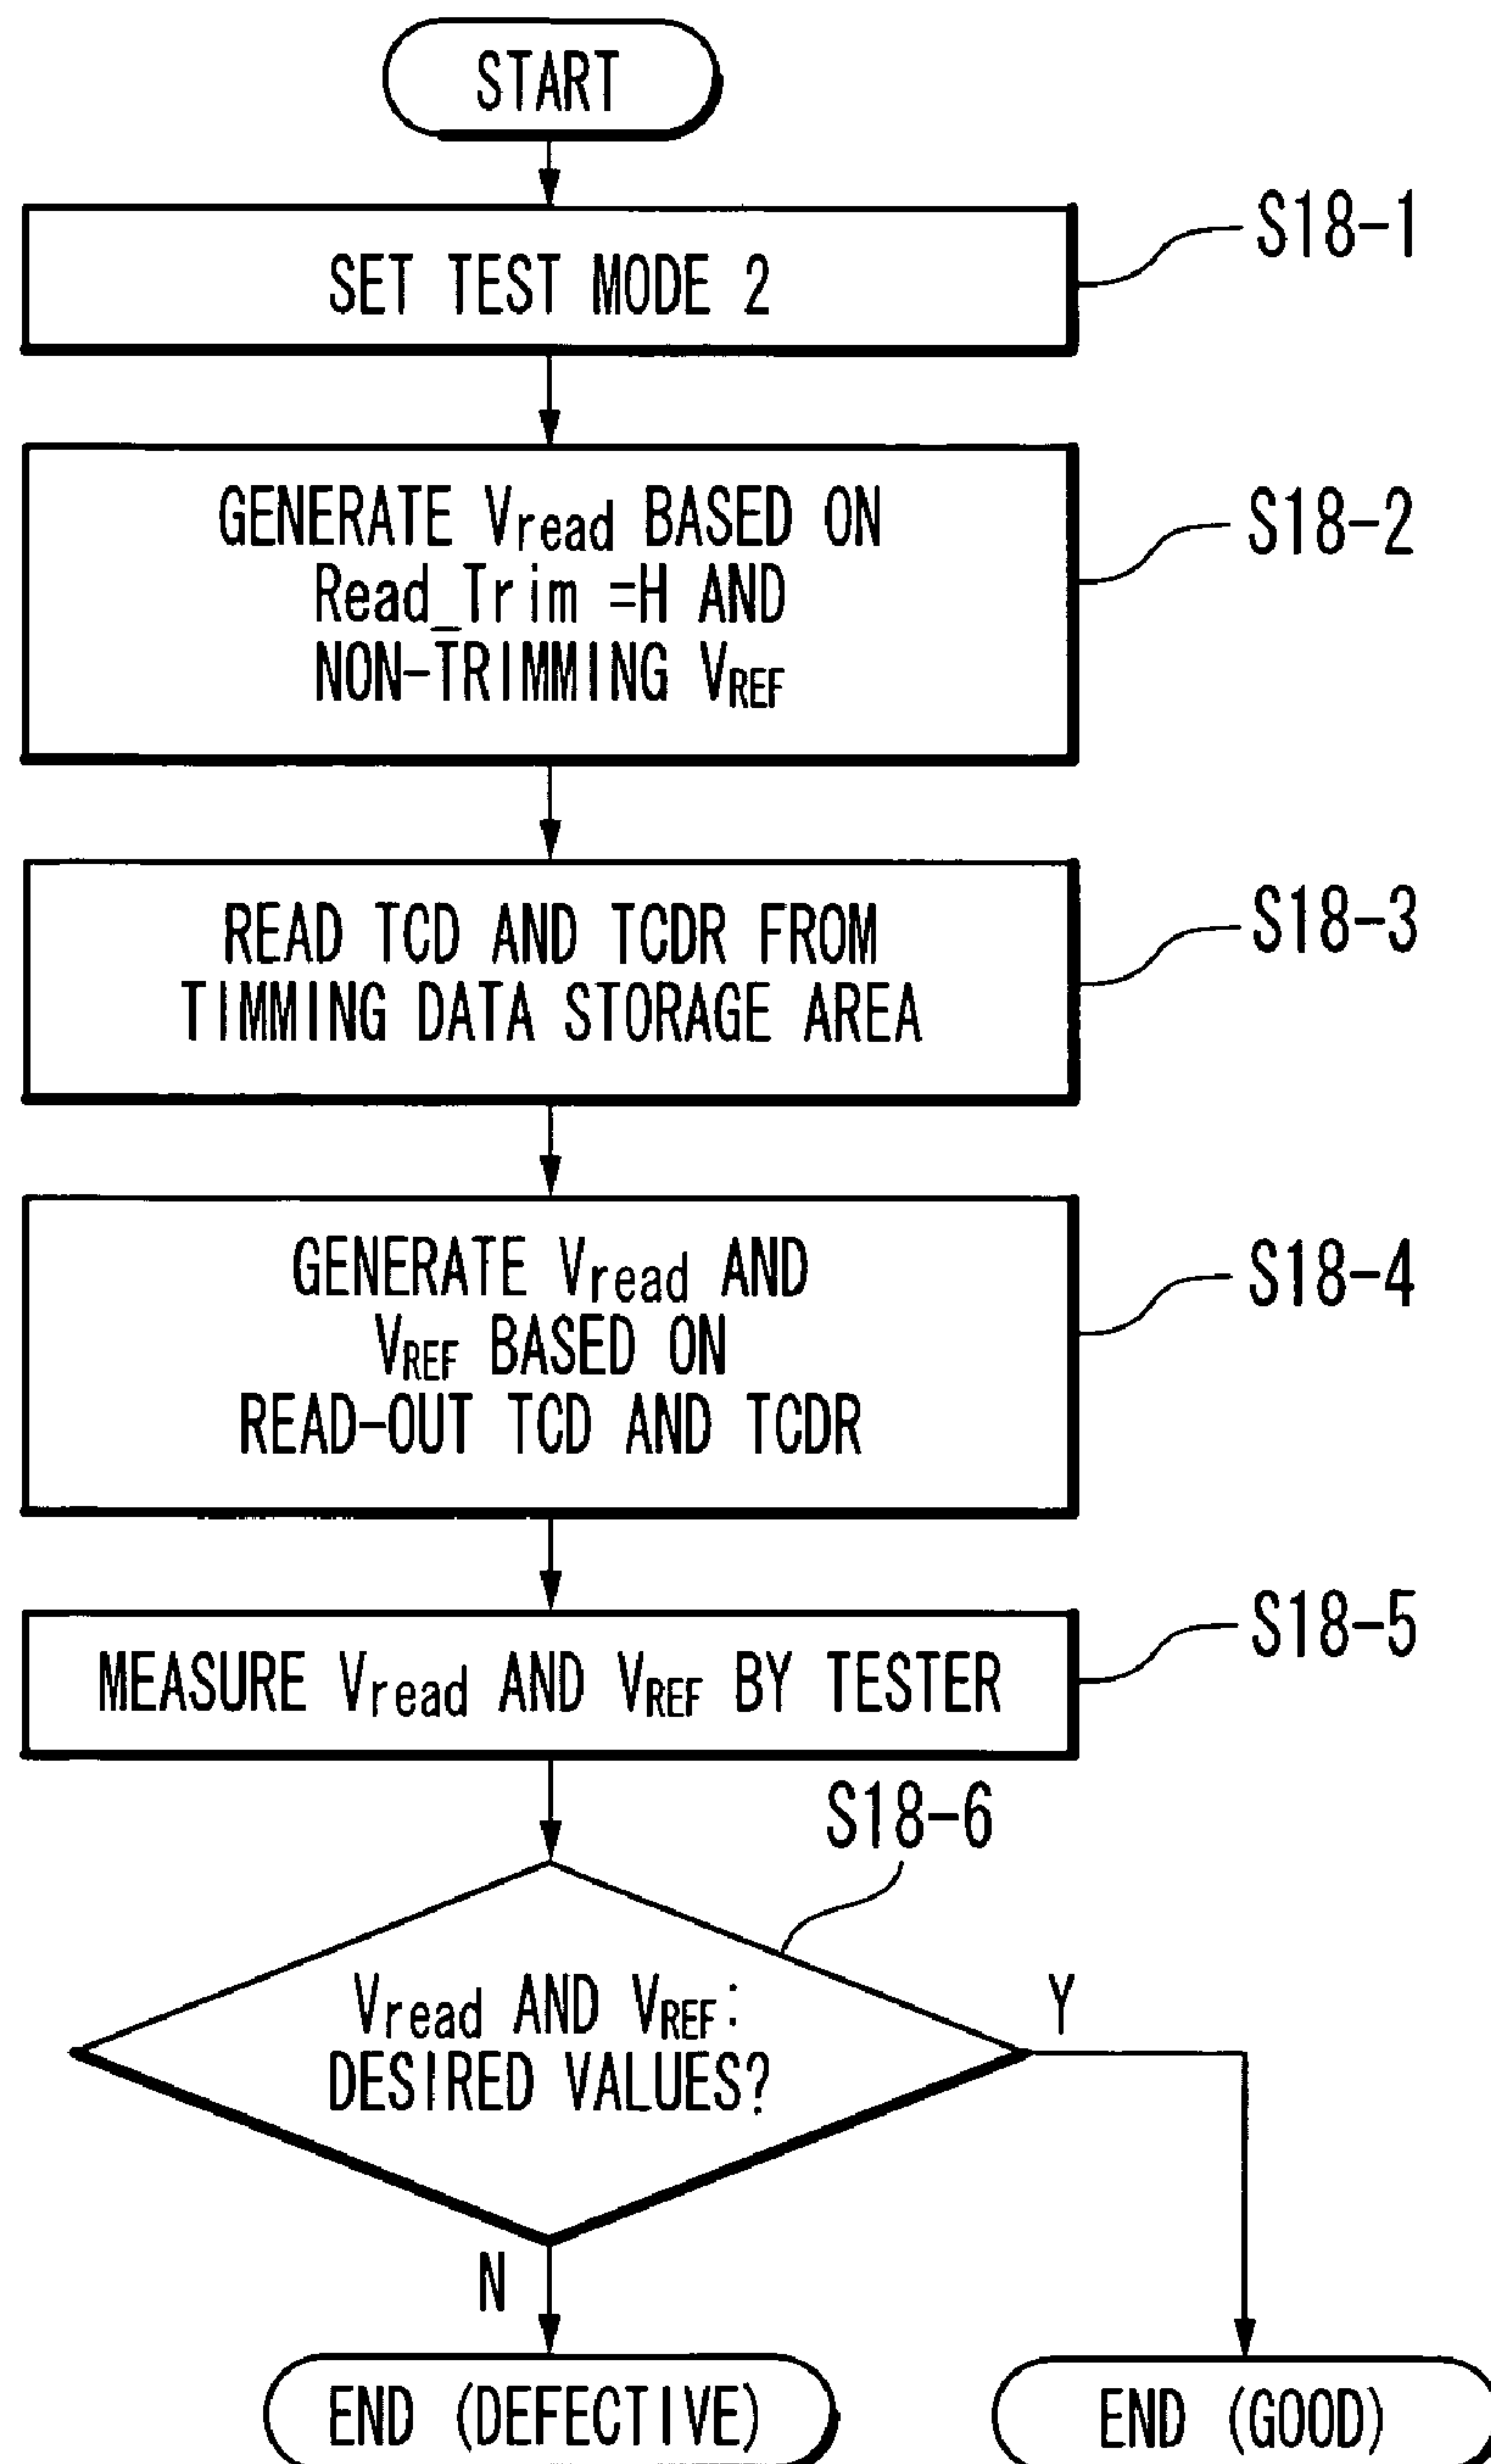 START
SET TEST MODE 2
S18-1
GENERATE Vread BASED ON
Read_Trim =H AND
NON-TRIMMING VREF
S18-2
READ TCD AND TCDR FROM
TIMMING DATA STORAGE AREA
S18-3
GENERATE Vread AND
VREF BASED ON
READ-OUT TCD AND TCDR
S18-4
MEASURE Vread AND VREF BY TESTER
S18-5
S18-6
Vread AND VREF:
DESIRED VALUES?
Y
N
END (DEFECTIVE)
END (GOOD)